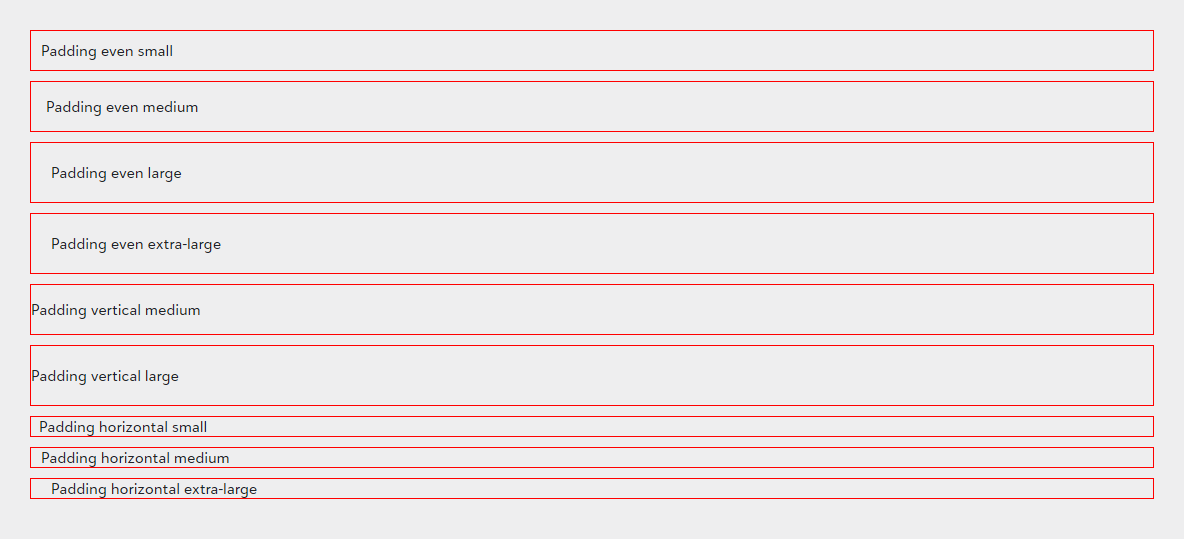 Padding even small
Padding even medium
Padding even large
Padding even extra-large
Padding vertical medium
Padding vertical large
Padding horizontal small
Padding horizontal medium
Padding horizontal extra-large